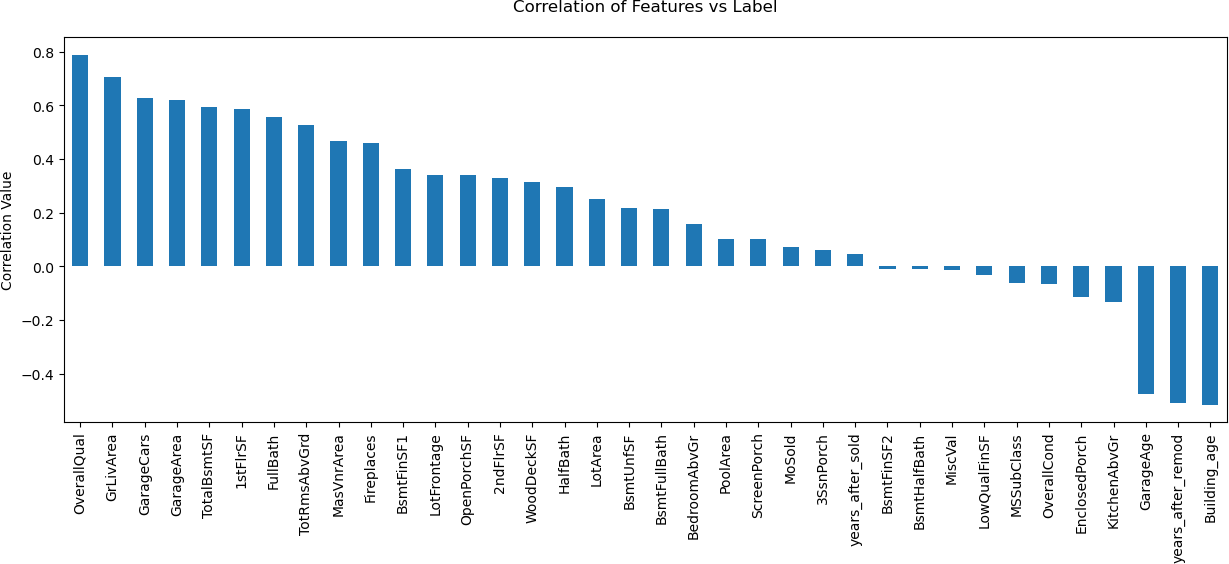 Correlation of Features vs Label
Correlation Value
0.8
0.6
0.4
0.2
0.0
−0.2
−0.4
OverallQual
GrLivArea
GarageCars
GarageArea
TotalBsmtSF
1stFlrSF
FullBath
TotRmsAbvGrd
MasVnrArea
Fireplaces
BsmtFinSF1
LotFrontage
OpenPorchSF
2ndFlrSF
WoodDeckSF
HalfBath
LotArea
BsmtUnfSF
BsmtFullBath
BedroomAbvGr
PoolArea
ScreenPorch
MoSold
3SsnPorch
years_after_sold
BsmtFinSF2
BsmtHalfBath
MiscVal
LowQualFinSF
MSSubClass
OverallCond
EnclosedPorch
KitchenAbvGr
GarageAge
years_after_remod
Building_age